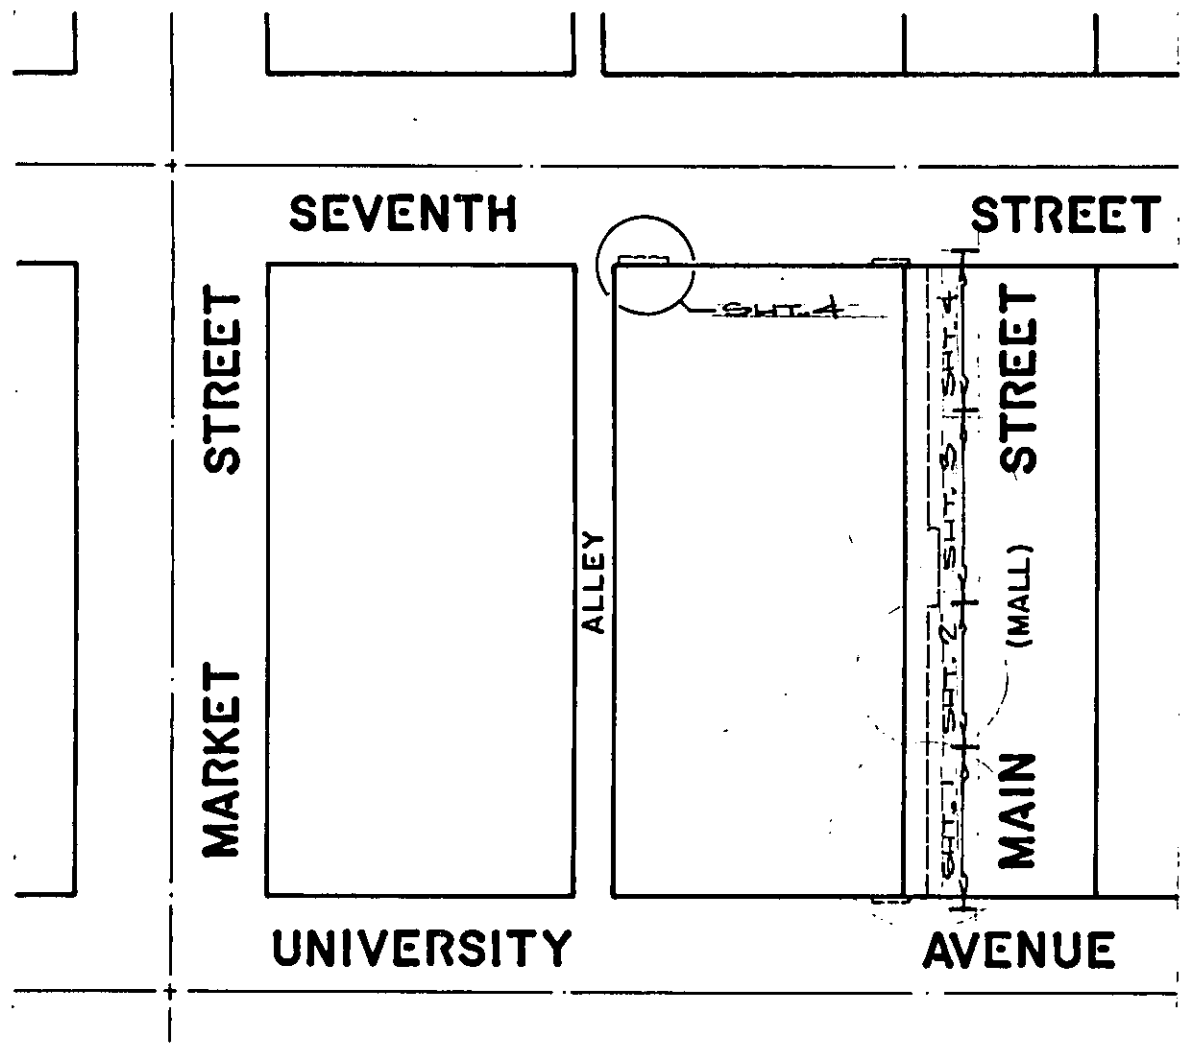 SEVENTH STREET
SHT. 4
MARKET STREET
ALLEY
SHT. 1 SHT. 2 SHT. 3 SHT. 4
MAIN (MALL) STREET
UNIVERSITY AVENUE